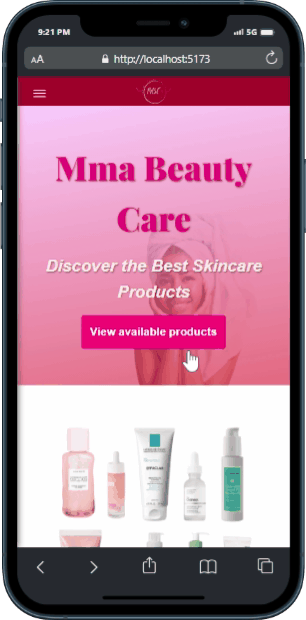 9:21 PM
5G
AA
http://localhost:5173
Mma Beauty
Care
Discover the Best Skincare
Products
View available products